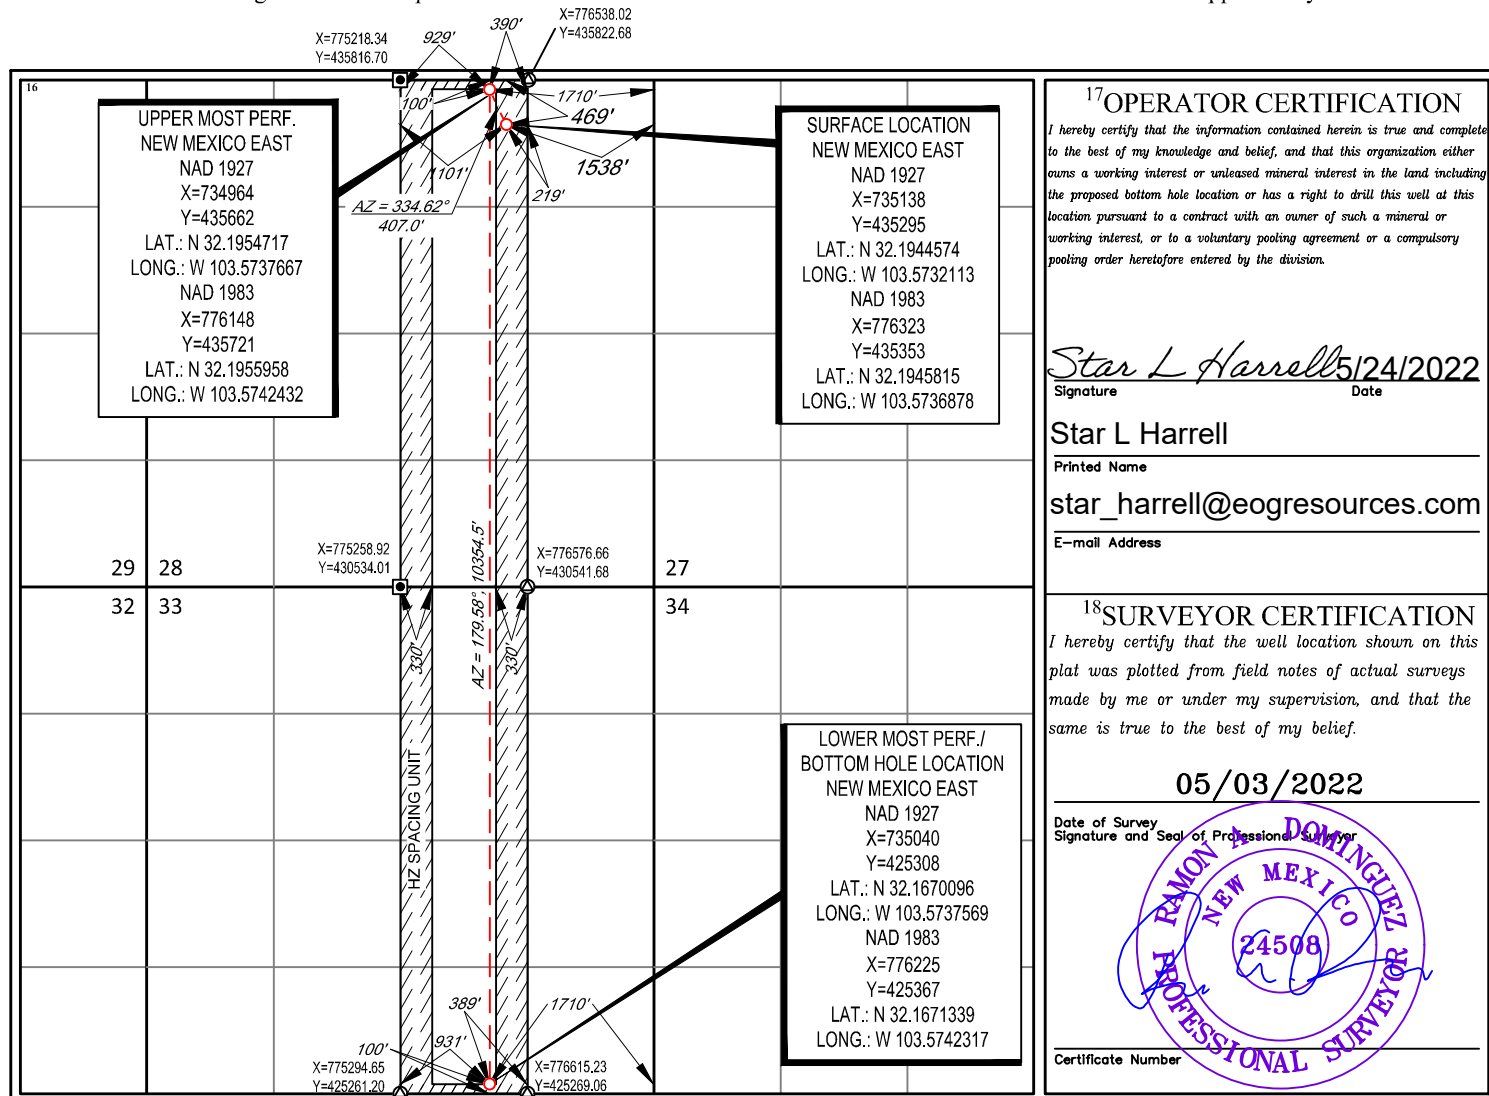 X=776538.02
Y=435822.68
390'
X=775218.34
Y=435816.70
929'
16
100'
1710'
469'
1538'
1101'
219'
AZ = 334.62°
407.0'
UPPER MOST PERF.
NEW MEXICO EAST
NAD 1927
X=734964
Y=435662
LAT.: N 32.1954717
LONG.: W 103.5737667
NAD 1983
X=776148
Y=435721
LAT.: N 32.1955958
LONG.: W 103.5742432
SURFACE LOCATION
NEW MEXICO EAST
NAD 1927
X=735138
Y=435295
LAT.: N 32.1944574
LONG.: W 103.5732113
NAD 1983
X=776323
Y=435353
LAT.: N 32.1945815
LONG.: W 103.5736878
X=775258.92
Y=430534.01
X=776576.66
Y=430541.68
29 28
27
32 33
34
330'
330'
AZ = 179.58°, 10354.5'
HZ SPACING UNIT
LOWER MOST PERF./
BOTTOM HOLE LOCATION
NEW MEXICO EAST
NAD 1927
X=735040
Y=425308
LAT.: N 32.1670096
LONG.: W 103.5737569
NAD 1983
X=776225
Y=425367
LAT.: N 32.1671339
LONG.: W 103.5742317
389'
1710'
100'
931'
X=775294.65
Y=425261.20
X=776615.23
Y=425269.06
17OPERATOR CERTIFICATION
I hereby certify that the information contained herein is true and complete
to the best of my knowledge and belief, and that this organization either
owns a working interest or unleased mineral interest in the land including
the proposed bottom hole location or has a right to drill this well at this
location pursuant to a contract with an owner of such a mineral or
working interest, or to a voluntary pooling agreement or a compulsory
pooling order heretofore entered by the division.
Star L Harrell 5/24/2022
Signature Date
Star L Harrell
Printed Name
star_harrell@eogresources.com
E-mail Address
18SURVEYOR CERTIFICATION
I hereby certify that the well location shown on this
plat was plotted from field notes of actual surveys
made by me or under my supervision, and that the
same is true to the best of my belief.
05/03/2022
Date of Survey
Signature and Seal of Professional Surveyor
RAMON A. DOMINGUEZ
NEW MEXICO
24508
PROFESSIONAL SURVEYOR
Certificate Number